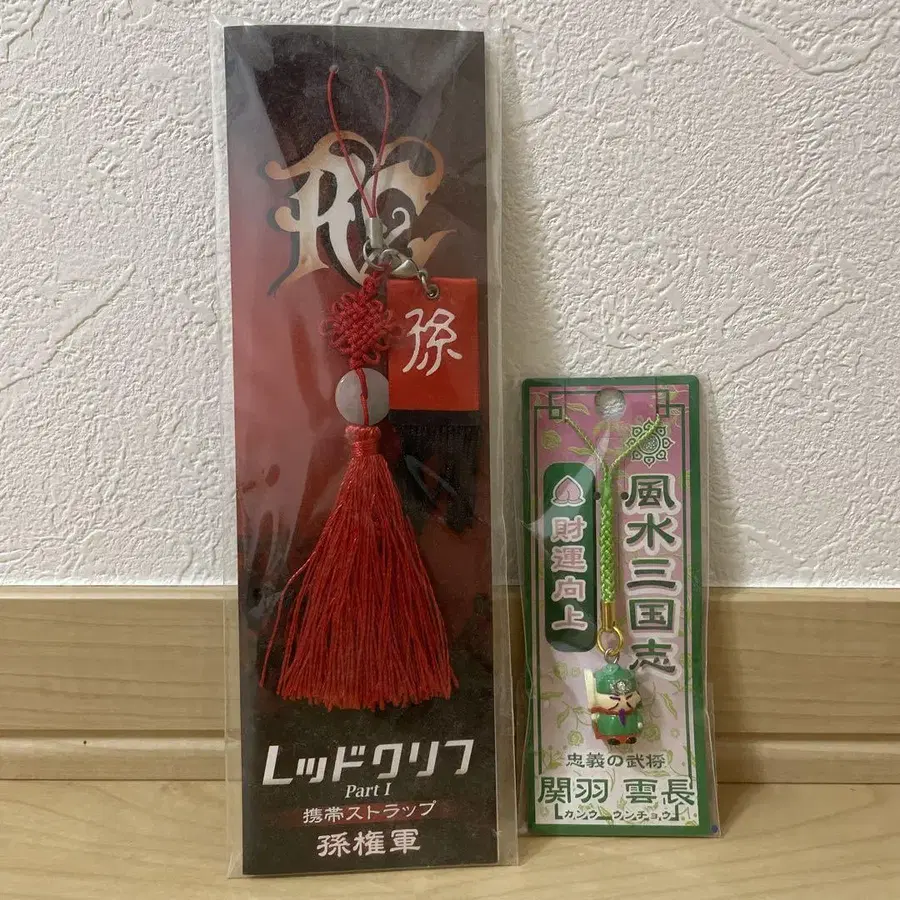 RC
孫
レッドクリフ
Part I
携帯ストラップ
孫権軍
風水三国志
財運向上
忠義の武将
関羽 雲長
カンウ ウンチョウ